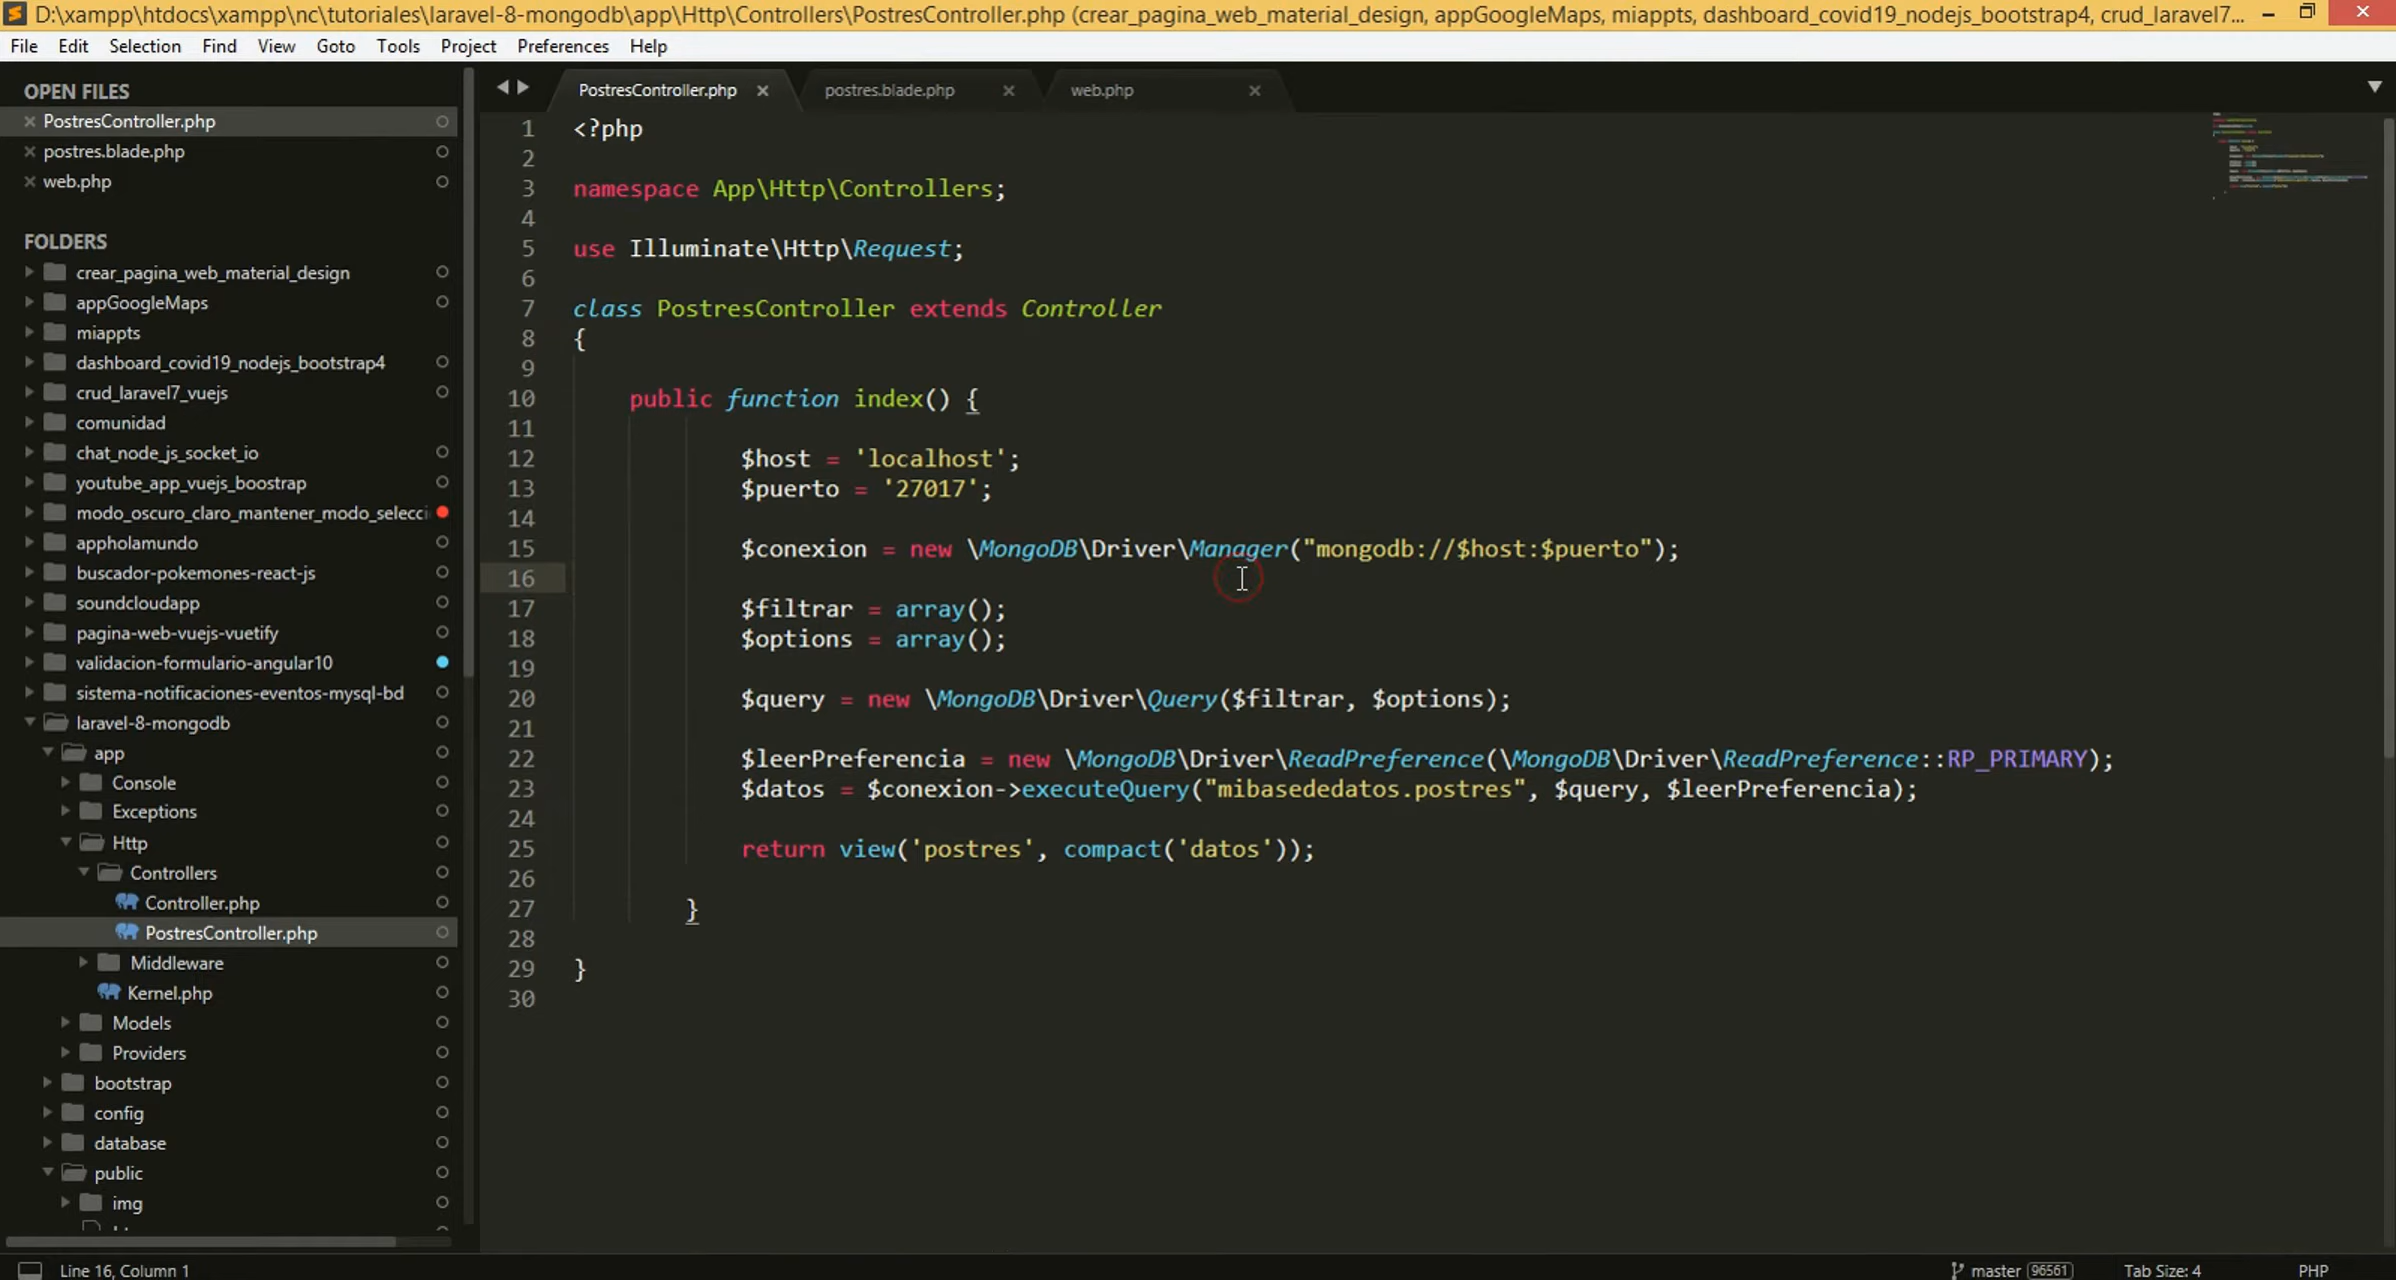 D:\xampp\htdocs\xampp\nc\tutoriales\laravel-8-mongodb\app\Http\Controllers\PostresController.php (crear_pagina_web_material_design, appGoogleMaps, miappts, dashboard_covid19_nodejs_bootstrap4, crud_laravel7...
File Edit Selection Find View Goto Tools Project Preferences Help
OPEN FILES
PostresController.php
postres.blade.php
web.php
FOLDERS
crear_pagina_web_material_design
appGoogleMaps
miappts
dashboard_covid19_nodejs_bootstrap4
crud_laravel7_vuejs
comunidad
chat_node_js_socket_io
youtube_app_vuejs_boostrap
modo_oscuro_claro_mantener_modo_selecci
appholamundo
buscador-pokemones-react-js
soundcloudapp
pagina-web-vuejs-vuetify
validacion-formulario-angular10
sistema-notificaciones-eventos-mysql-bd
laravel-8-mongodb
app
Console
Exceptions
Http
Controllers
Controller.php
PostresController.php
Middleware
Kernel.php
Models
Providers
bootstrap
config
database
public
img
PostresController.php postres.blade.php web.php
1 <?php
2
3 namespace App\Http\Controllers;
4
5 use Illuminate\Http\Request;
6
7 class PostresController extends Controller
8 {
9
10 public function index() {
11
12 $host = 'localhost';
13 $puerto = '27017';
14
15 $conexion = new \MongoDB\Driver\Manager("mongodb://$host:$puerto");
16
17 $filtrar = array();
18 $options = array();
19
20 $query = new \MongoDB\Driver\Query($filtrar, $options);
21
22 $leerPreferencia = new \MongoDB\Driver\ReadPreference(\MongoDB\Driver\ReadPreference::RP_PRIMARY);
23 $datos = $conexion->executeQuery("mibasededatos.postres", $query, $leerPreferencia);
24
25 return view('postres', compact('datos'));
26
27 }
28
29 }
30
Line 16, Column 1 master 96561 Tab Size: 4 PHP